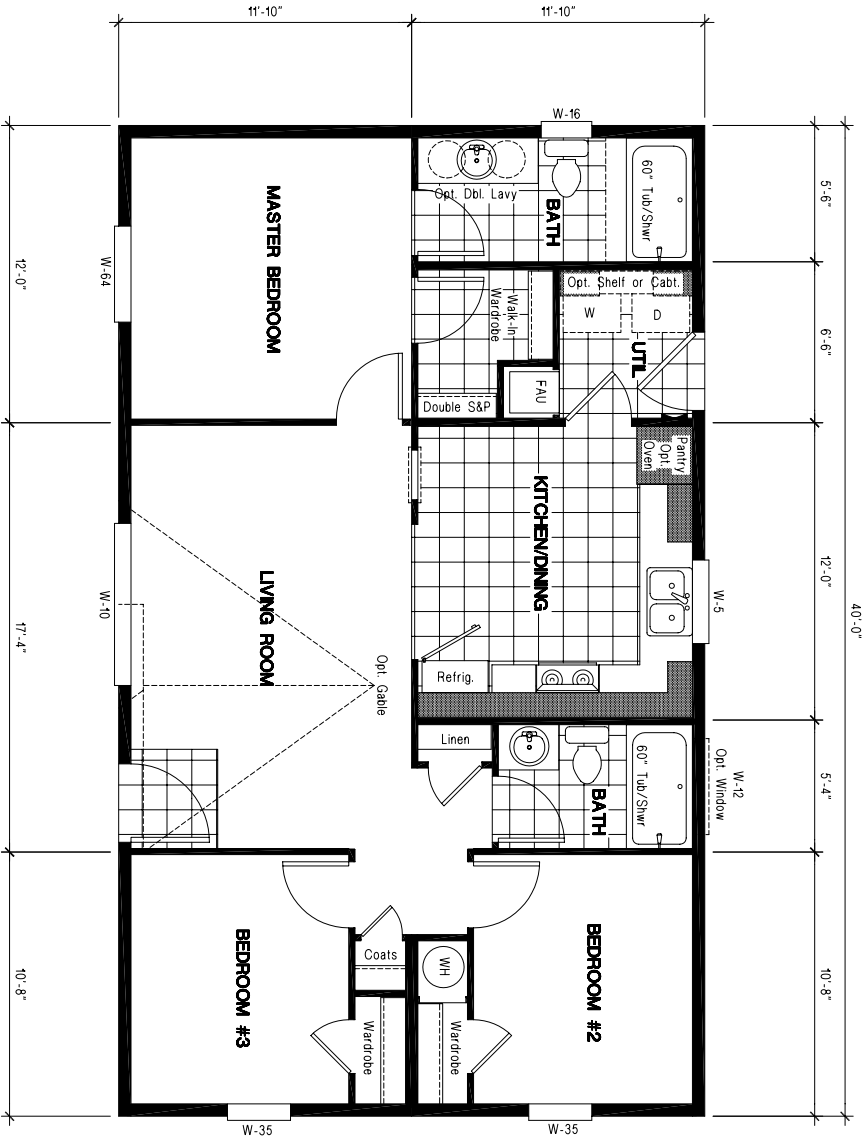 11'-10"
11'-10"
W-16
Opt. Dbl. Lavy
BATH
60" Tub/Shwr
5'-6"
MASTER BEDROOM
W-64
12'-0"
Walk-In
Wardrobe
Opt. Shelf or Cabt.
W
D
UTIL
6'-6"
FAU
Double S&P
Pantry
Opt.
Oven
KITCHEN/DINING
W-5
12'-0"
40'-0"
LIVING ROOM
W-10
17'-4"
Opt. Gable
Refrig.
Linen
60" Tub/Shwr
BATH
W-12
Opt. Window
5'-4"
BEDROOM #3
Coats
WH
BEDROOM #2
Wardrobe
Wardrobe
10'-8"
10'-8"
W-35
W-35